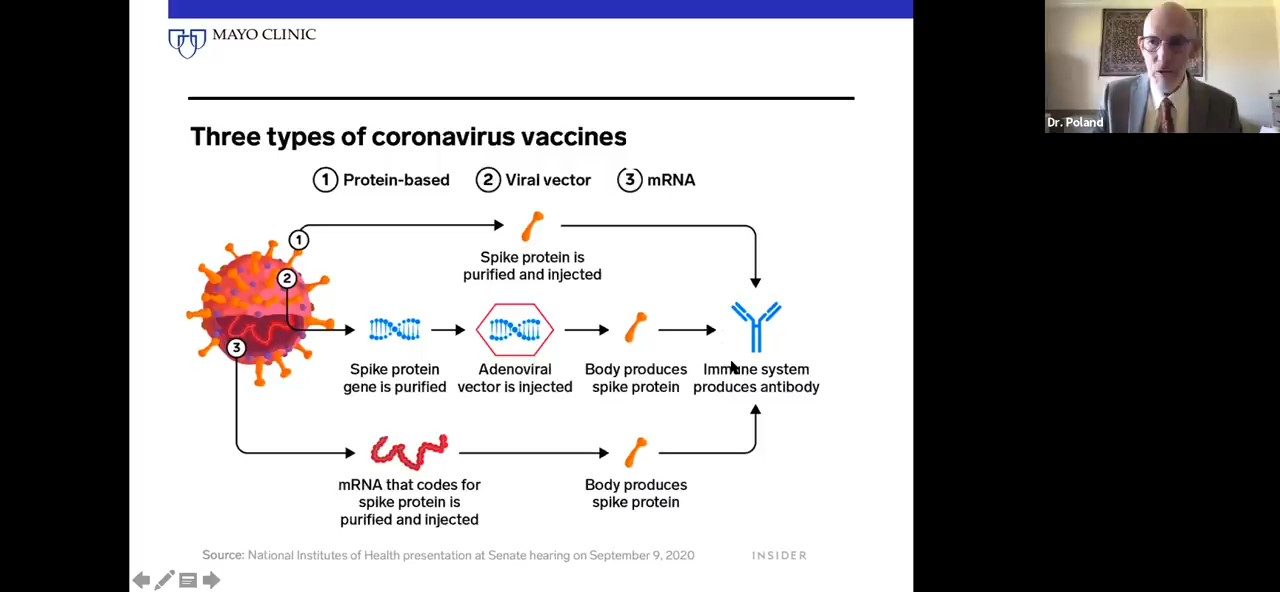 MAYO CLINIC
Dr. Poland
Three types of coronavirus vaccines
1 Protein-based 2 Viral vector 3 mRNA
1
Spike protein is
purified and injected
2
Spike protein
gene is purified
Adenoviral
vector is injected
Body produces
spike protein
Immune system
produces antibody
3
mRNA that codes for
spike protein is
purified and injected
Body produces
spike protein
Source: National Institutes of Health presentation at Senate hearing on September 9, 2020
INSIDER